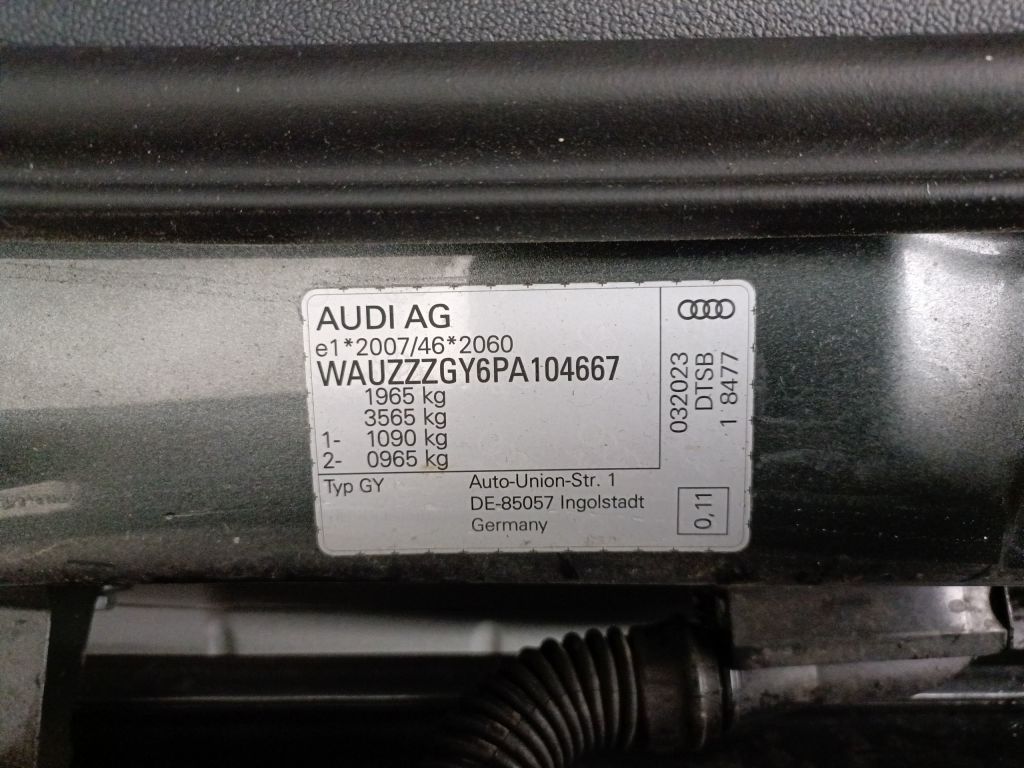 AUDI AG
e1*2007/46*2060
WAUZZZGY6PA104667
1965 kg
3565 kg
1- 1090 kg
2- 0965 kg
Typ GY
Auto-Union-Str. 1
DE-85057 Ingolstadt
Germany
032023
DTSB
1 8477
0,11